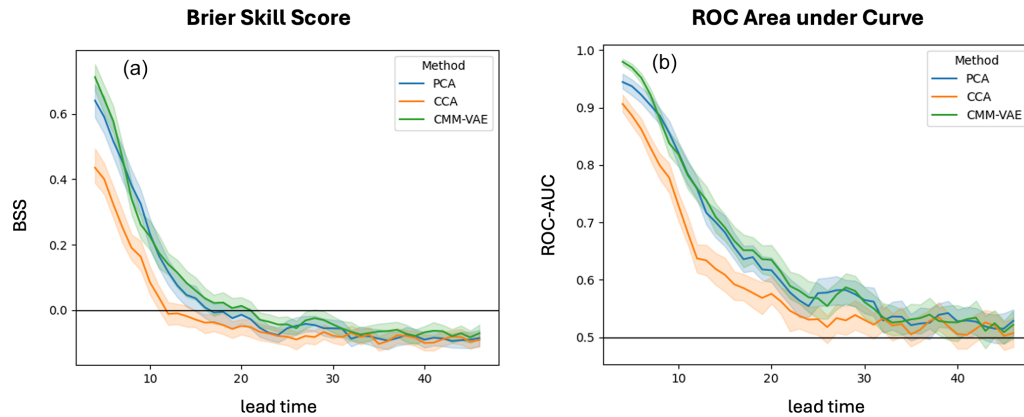 Brier Skill Score
(a)
Method
PCA
CCA
CMM-VAE
BSS
0.6
0.4
0.2
0.0
10
20
30
40
lead time
ROC Area under Curve
(b)
Method
PCA
CCA
CMM-VAE
ROC-AUC
1.0
0.9
0.8
0.7
0.6
0.5
10
20
30
40
lead time